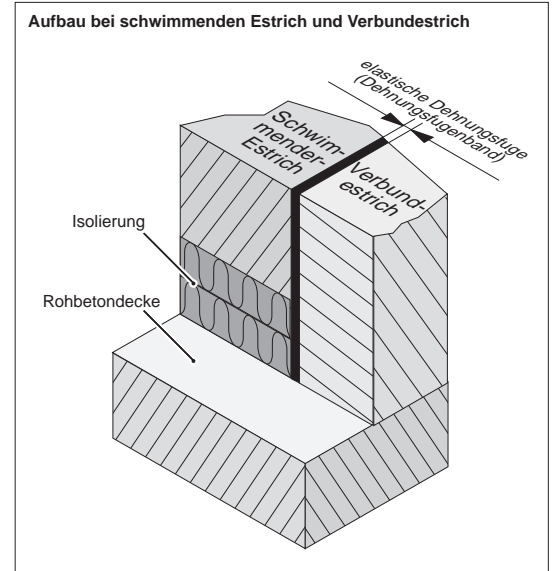 Aufbau bei schwimmenden Estrich und Verbundestrich
elastische Dehnungsfuge
(Dehnungsfugenband)
Schwim-
mender-
Estrich
Verbund-
estrich
Isolierung
Rohbetondecke